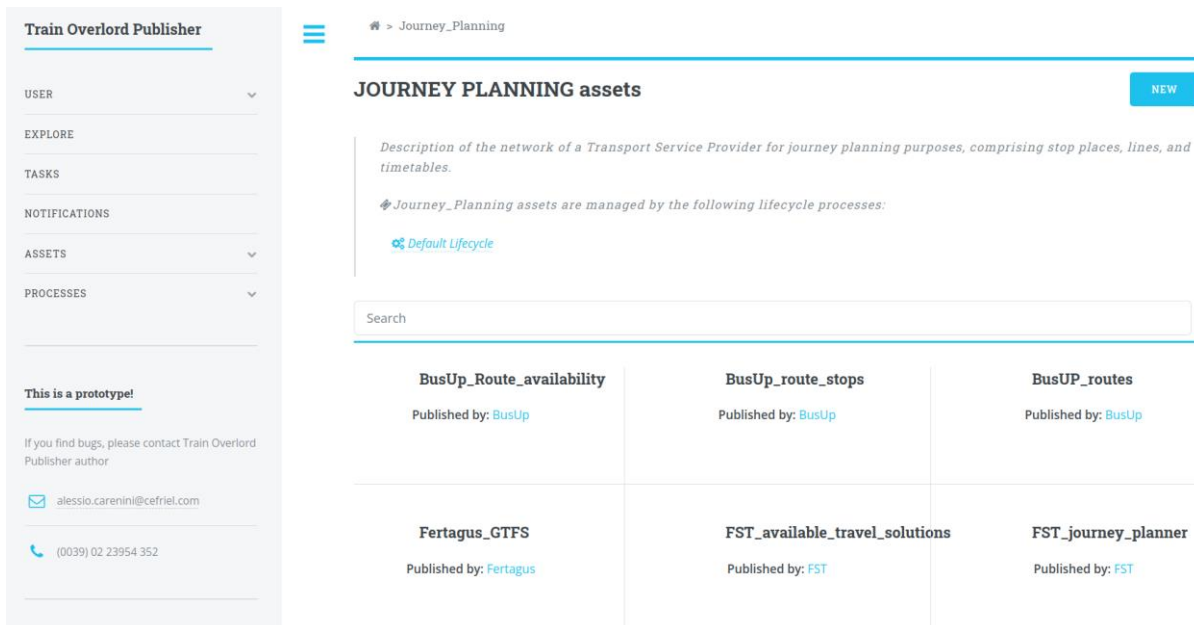 Train Overlord Publisher
USER
EXPLORE
TASKS
NOTIFICATIONS
ASSETS
PROCESSES
This is a prototype!
If you find bugs, please contact Train Overlord
Publisher author
alessio.carenini@cefriel.com
(0039) 02 23954 352
> Journey_Planning
JOURNEY PLANNING assets
NEW
Description of the network of a Transport Service Provider for journey planning purposes, comprising stop places, lines, and
timetables.
Journey_Planning assets are managed by the following lifecycle processes:
Default Lifecycle
Search
BusUp_Route_availability
Published by: BusUp
BusUp_route_stops
Published by: BusUp
BusUP_routes
Published by: BusUp
Fertagus_GTFS
Published by: Fertagus
FST_available_travel_solutions
Published by: FST
FST_journey_planner
Published by: FST